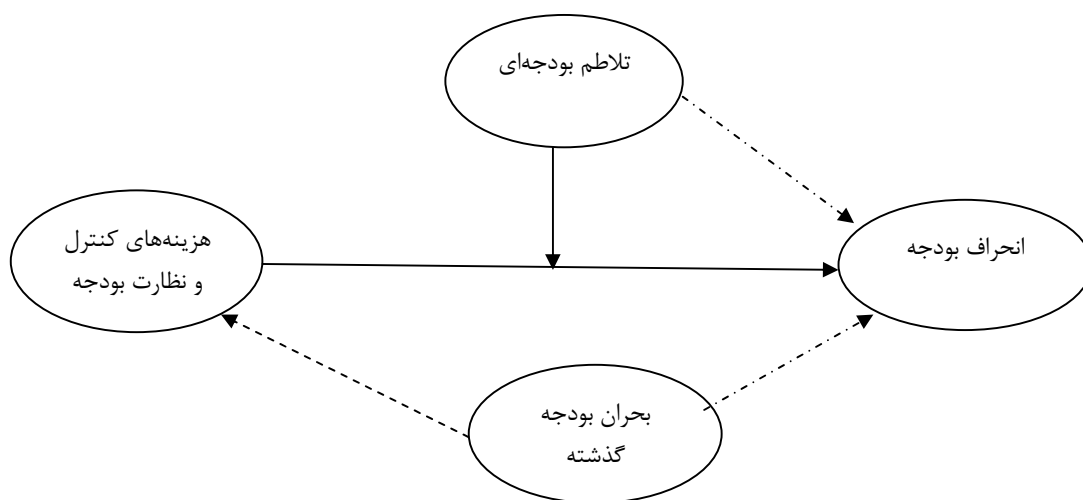 تلاطم بودجه‌ای
هزینه‌های کنترل
و نظارت بودجه
انحراف بودجه
بحران بودجه
گذشته